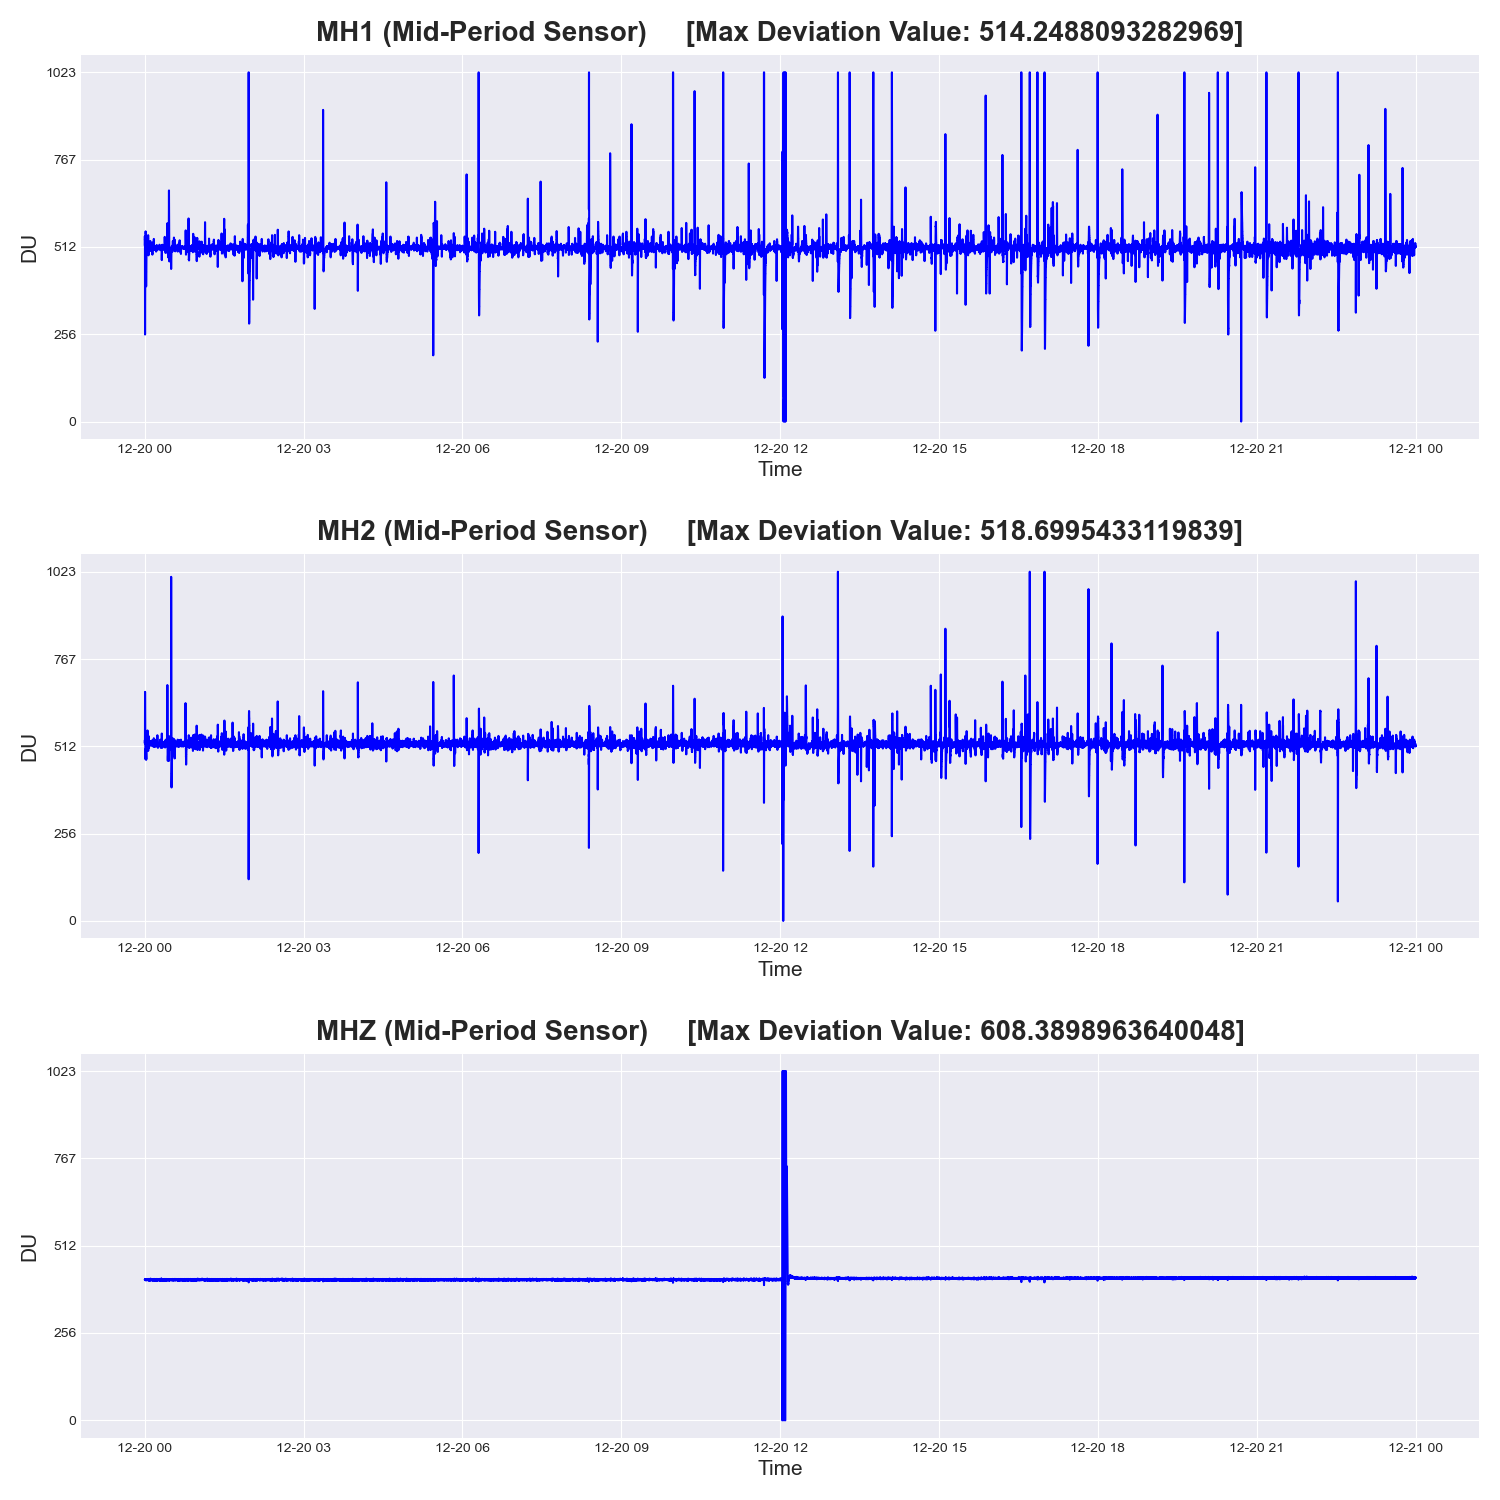 MH1 (Mid-Period Sensor) [Max Deviation Value: 514.2488093282969]
1023
767
512
256
0
DU
12-20 00 12-20 03 12-20 06 12-20 09 12-20 12 12-20 15 12-20 18 12-20 21 12-21 00
Time
MH2 (Mid-Period Sensor) [Max Deviation Value: 518.6995433119839]
1023
767
512
256
0
DU
12-20 00 12-20 03 12-20 06 12-20 09 12-20 12 12-20 15 12-20 18 12-20 21 12-21 00
Time
MHZ (Mid-Period Sensor) [Max Deviation Value: 608.3898963640048]
1023
767
512
256
0
DU
12-20 00 12-20 03 12-20 06 12-20 09 12-20 12 12-20 15 12-20 18 12-20 21 12-21 00
Time